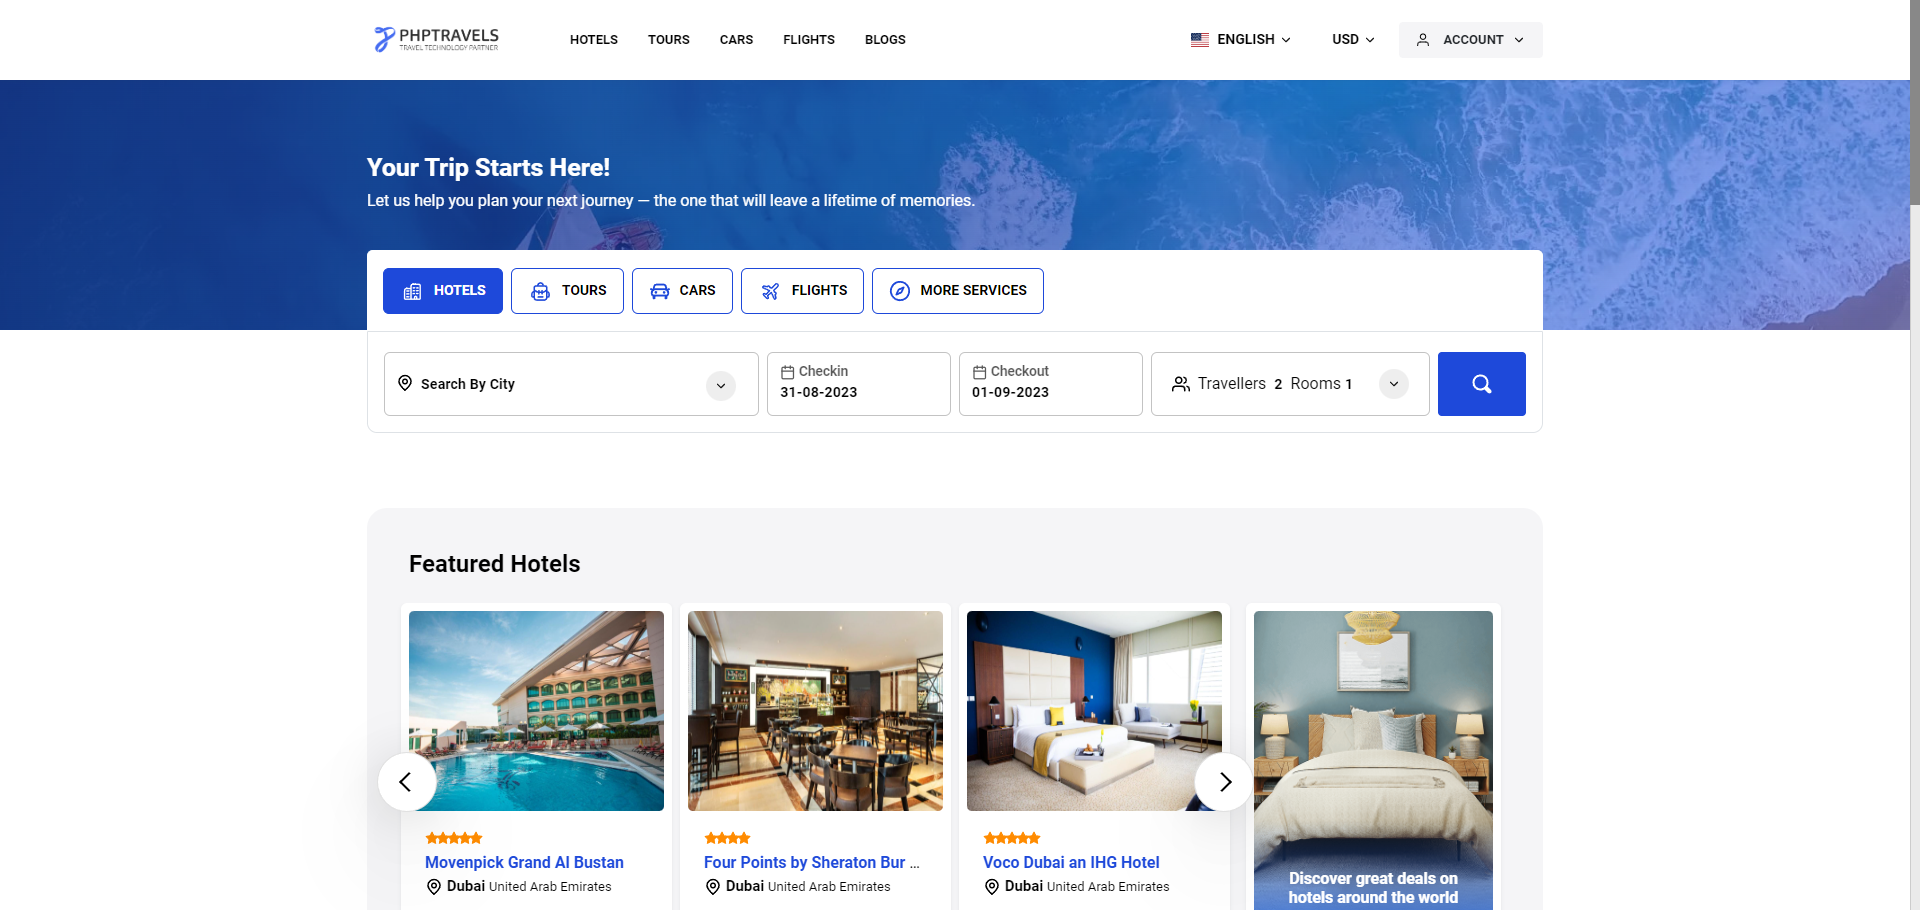 PHPTRAVELS
TRAVEL TECHNOLOGY PARTNER
HOTELS TOURS CARS FLIGHTS BLOGS
ENGLISH USD ACCOUNT
Your Trip Starts Here!
Let us help you plan your next journey — the one that will leave a lifetime of memories.
HOTELS TOURS CARS FLIGHTS MORE SERVICES
Search By City
Checkin
31-08-2023
Checkout
01-09-2023
Travellers 2 Rooms 1
Featured Hotels
Movenpick Grand Al Bustan
Dubai United Arab Emirates
Four Points by Sheraton Bur ...
Dubai United Arab Emirates
Voco Dubai an IHG Hotel
Dubai United Arab Emirates
Discover great deals on
hotels around the world